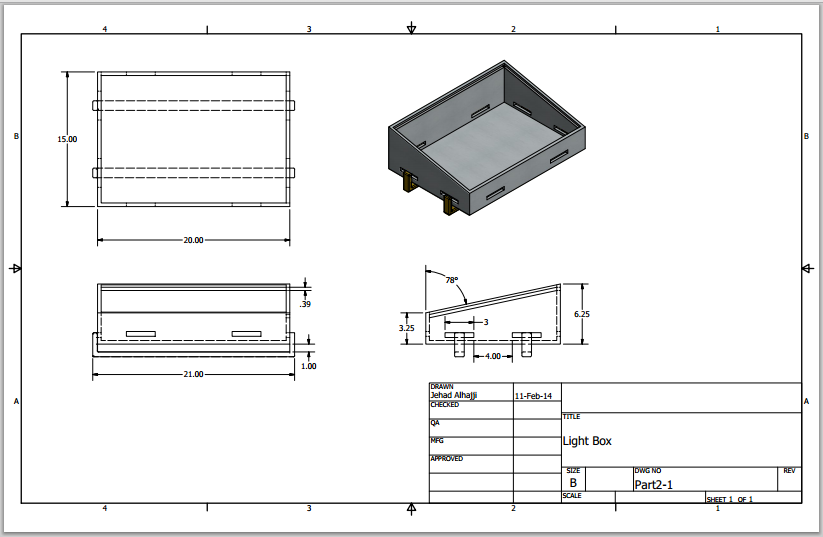 4 3 2 1
B B
15.00
20.00
78°
.39
3.25
3
6.25
4.00
1.00
21.00
A A
DRAWN
Jehad Alhajji 11-Feb-14
CHECKED
QA
MFG
APPROVED
TITLE
Light Box
SIZE
B
DWG NO
Part2-1
REV
SCALE
SHEET 1 OF 1
4 3 2 1